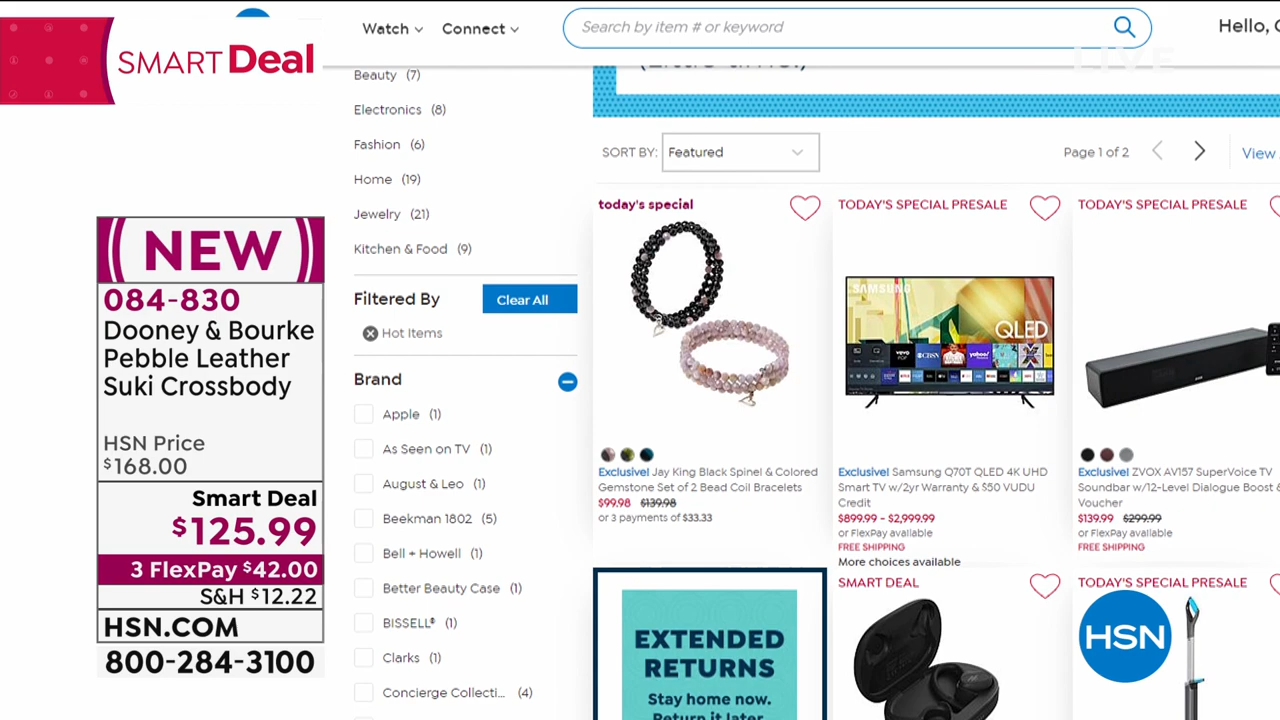 SMART Deal
Watch
Connect
Search by item # or keyword
Hello,
LIVE
NEW
084-830
Dooney & Bourke
Pebble Leather
Suki Crossbody
HSN Price
$168.00
Smart Deal
$125.99
3 FlexPay $42.00
S&H $12.22
HSN.COM
800-284-3100
Beauty (7)
Electronics (8)
Fashion (6)
Home (19)
Jewelry (21)
Kitchen & Food (9)
Filtered By
Clear All
Hot Items
Brand
Apple (1)
As Seen on TV (1)
August & Leo (1)
Beekman 1802 (5)
Bell + Howell (1)
Better Beauty Case (1)
BISSELL® (1)
Clarks (1)
Concierge Collecti... (4)
SORT BY: Featured
Page 1 of 2
View
today's special
Exclusive! Jay King Black Spinel & Colored
Gemstone Set of 2 Bead Coil Bracelets
$99.98 $139.98
or 3 payments of $33.33
TODAY'S SPECIAL PRESALE
SAMSUNG
QLED
Exclusive! Samsung Q70T QLED 4K UHD
Smart TV w/2yr Warranty & $50 VUDU
Credit
$899.99 - $2,999.99
or FlexPay available
FREE SHIPPING
More choices available
TODAY'S SPECIAL PRESALE
Exclusive! ZVOX AV157 SuperVoice TV
Soundbar w/12-Level Dialogue Boost &
Voucher
$139.99 $299.99
or FlexPay available
FREE SHIPPING
EXTENDED
RETURNS
Stay home now.
Return it later
SMART DEAL
TODAY'S SPECIAL PRESALE
HSN